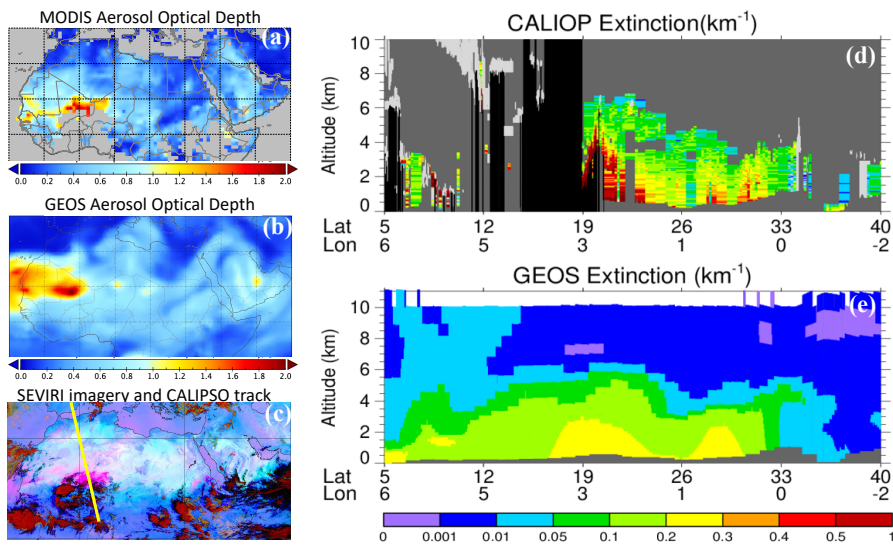 MODIS Aerosol Optical Depth
(a)
0.0 0.2 0.4 0.6 0.8 1.0 1.2 1.4 1.6 1.8 2.0
GEOS Aerosol Optical Depth
(b)
0.0 0.2 0.4 0.6 0.8 1.0 1.2 1.4 1.6 1.8 2.0
SEVIRI imagery and CALIPSO track
(c)
CALIOP Extinction(km-1)
(d)
Altitude (km)
10
8
6
4
2
0
Lat 5 12 19 26 33 40
Lon 6 5 3 1 0 -2
GEOS Extinction (km-1)
(e)
Altitude (km)
10
8
6
4
2
0
Lat 5 12 19 26 33 40
Lon 6 5 3 1 0 -2
0 0.001 0.01 0.05 0.1 0.2 0.3 0.4 0.5 1